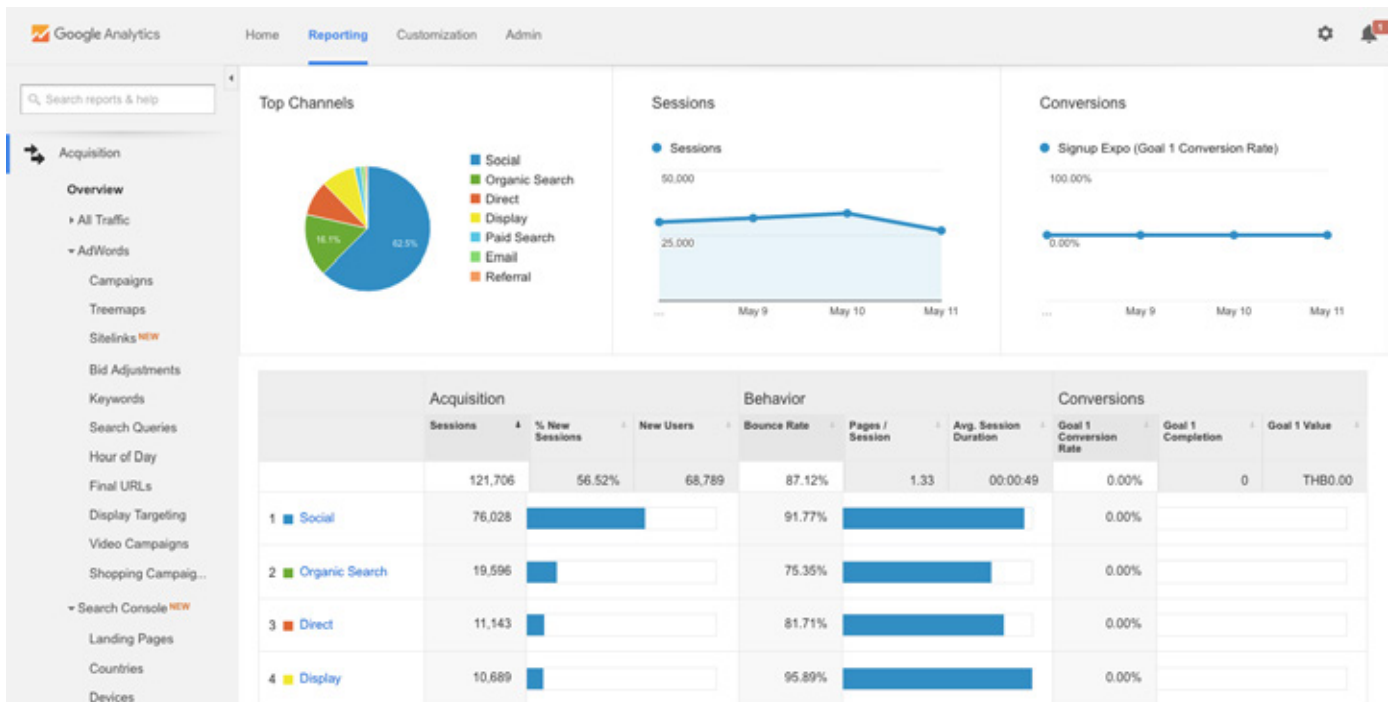 Google Analytics
Home Reporting Customization Admin
1
Search reports & help
Acquisition
Overview
All Traffic
AdWords
Campaigns
Treemaps
Sitelinks NEW
Bid Adjustments
Keywords
Search Queries
Hour of Day
Final URLs
Display Targeting
Video Campaigns
Shopping Campaig...
Search Console NEW
Landing Pages
Countries
Devices
Top Channels
62.5%
16.1%
Social
Organic Search
Direct
Display
Paid Search
Email
Referral
Sessions
Sessions
50.000
25.000
... May 9 May 10 May 11
Conversions
Signup Expo (Goal 1 Conversion Rate)
100.00%
0.00%
... May 9 May 10 May 11
Acquisition Behavior Conversions
Sessions % New Sessions New Users Bounce Rate Pages / Session Avg. Session Duration Goal 1 Conversion Rate Goal 1 Completion Goal 1 Value
121,706 56.52% 68,789 87.12% 1.33 00:00:49 0.00% 0 THB0.00
1 Social 76,028 91.77% 0.00%
2 Organic Search 19,596 75.35% 0.00%
3 Direct 11,143 81.71% 0.00%
4 Display 10,689 95.89% 0.00%